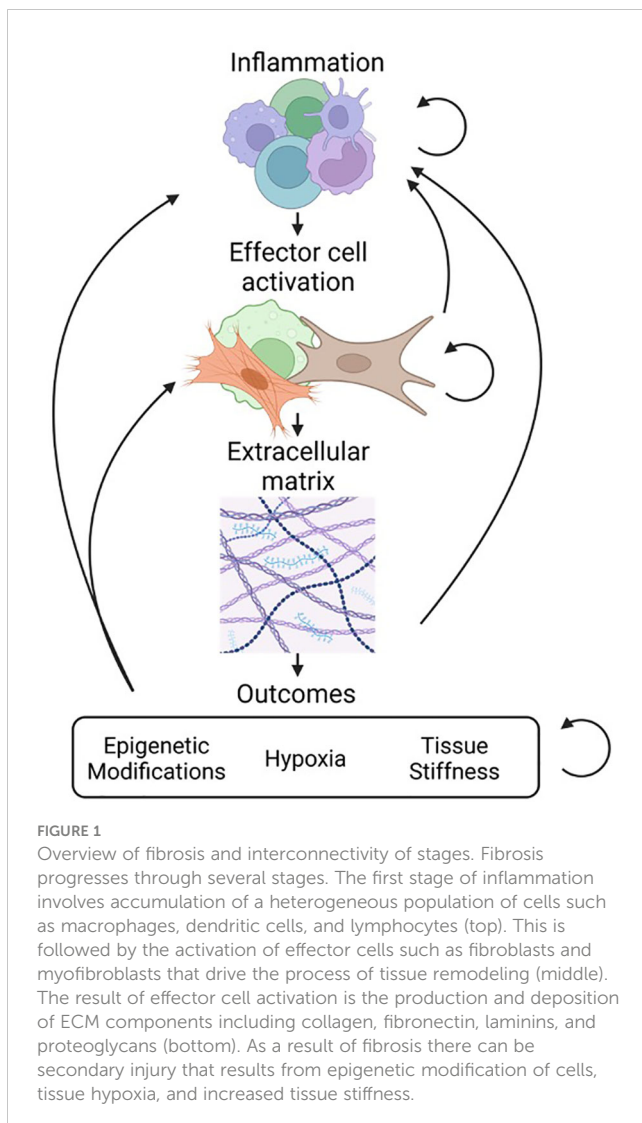 Inflammation
Effector cell
activation
Extracellular
matrix
Outcomes
Epigenetic
Modifications
Hypoxia
Tissue
Stiffness
FIGURE 1
Overview of fibrosis and interconnectivity of stages. Fibrosis
progresses through several stages. The first stage of inflammation
involves accumulation of a heterogeneous population of cells such
as macrophages, dendritic cells, and lymphocytes (top). This is
followed by the activation of effector cells such as fibroblasts and
myofibroblasts that drive the process of tissue remodeling (middle).
The result of effector cell activation is the production and deposition
of ECM components including collagen, fibronectin, laminins, and
proteoglycans (bottom). As a result of fibrosis there can be
secondary injury that results from epigenetic modification of cells,
tissue hypoxia, and increased tissue stiffness.